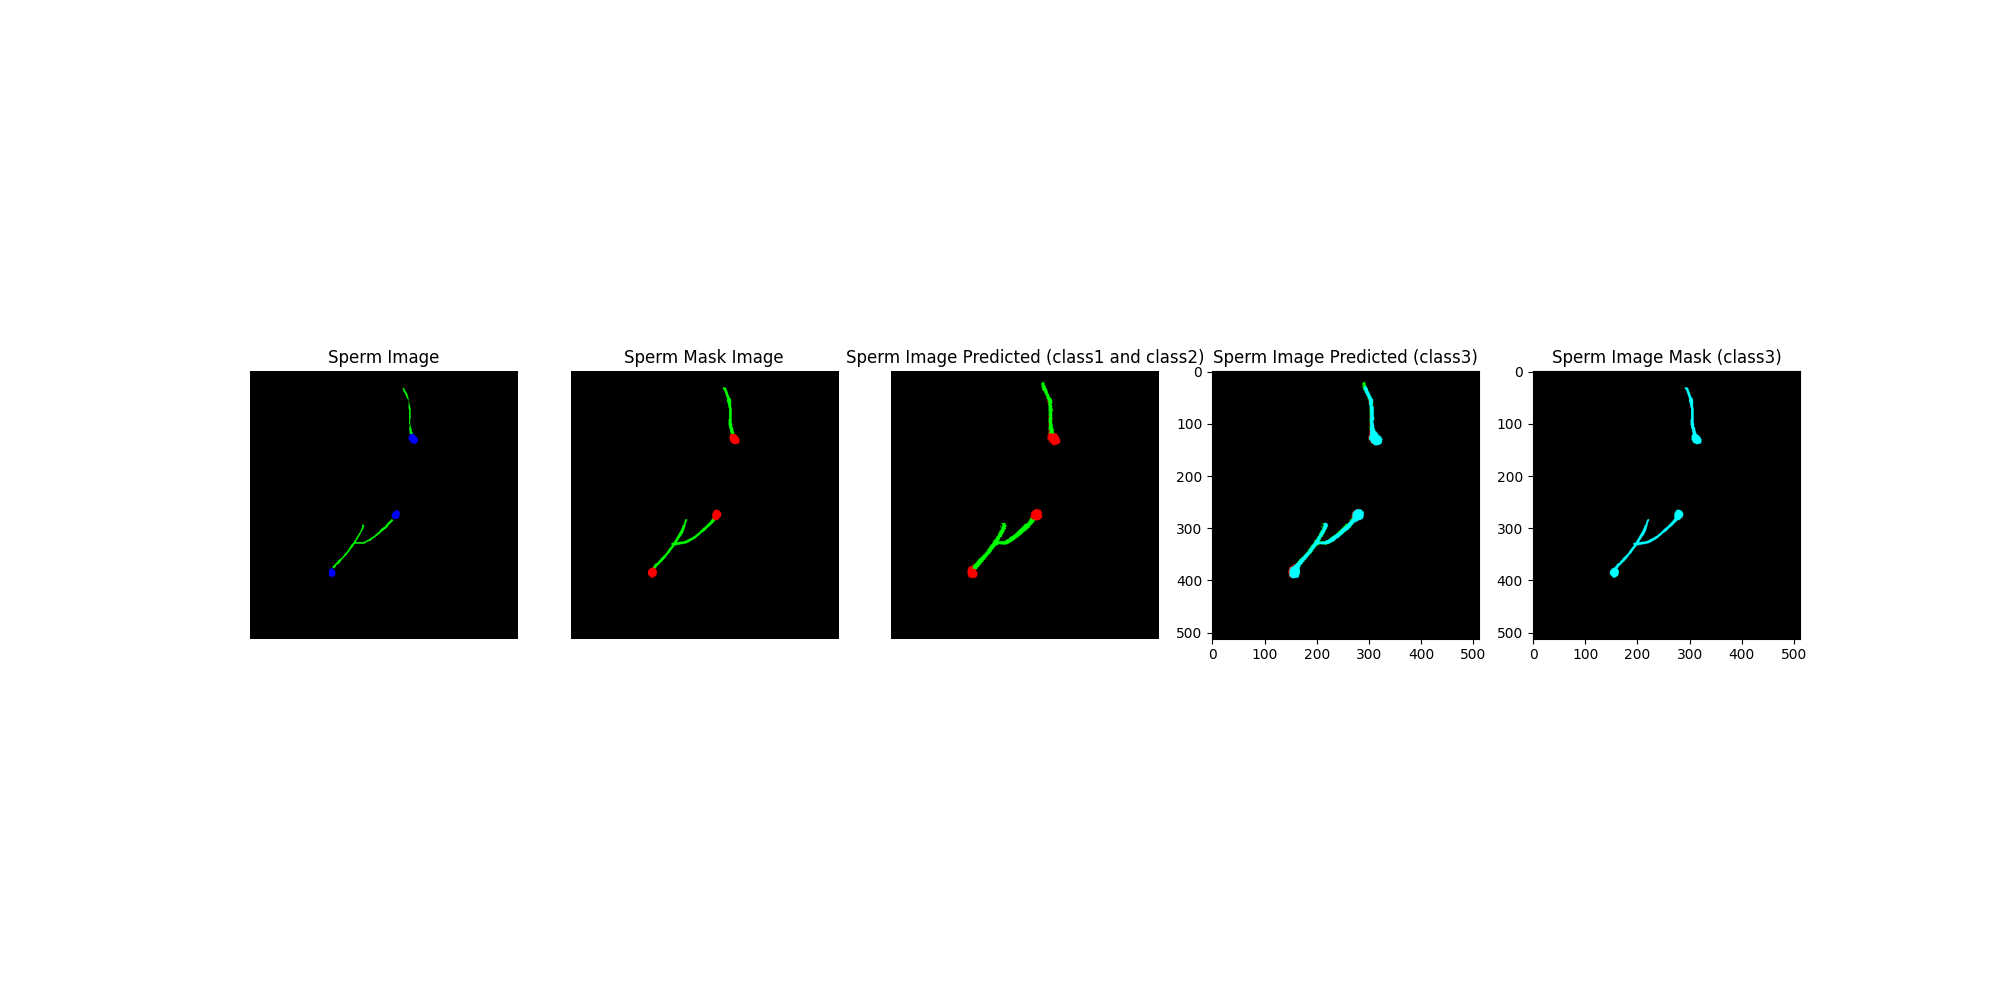 Sperm Image
Sperm Mask Image
Sperm Image Predicted (class1 and class2)
Sperm Image Predicted (class3)
Sperm Image Mask (class3)
0
100
200
300
400
500
0 100 200 300 400 500
0
100
200
300
400
500
0 100 200 300 400 500